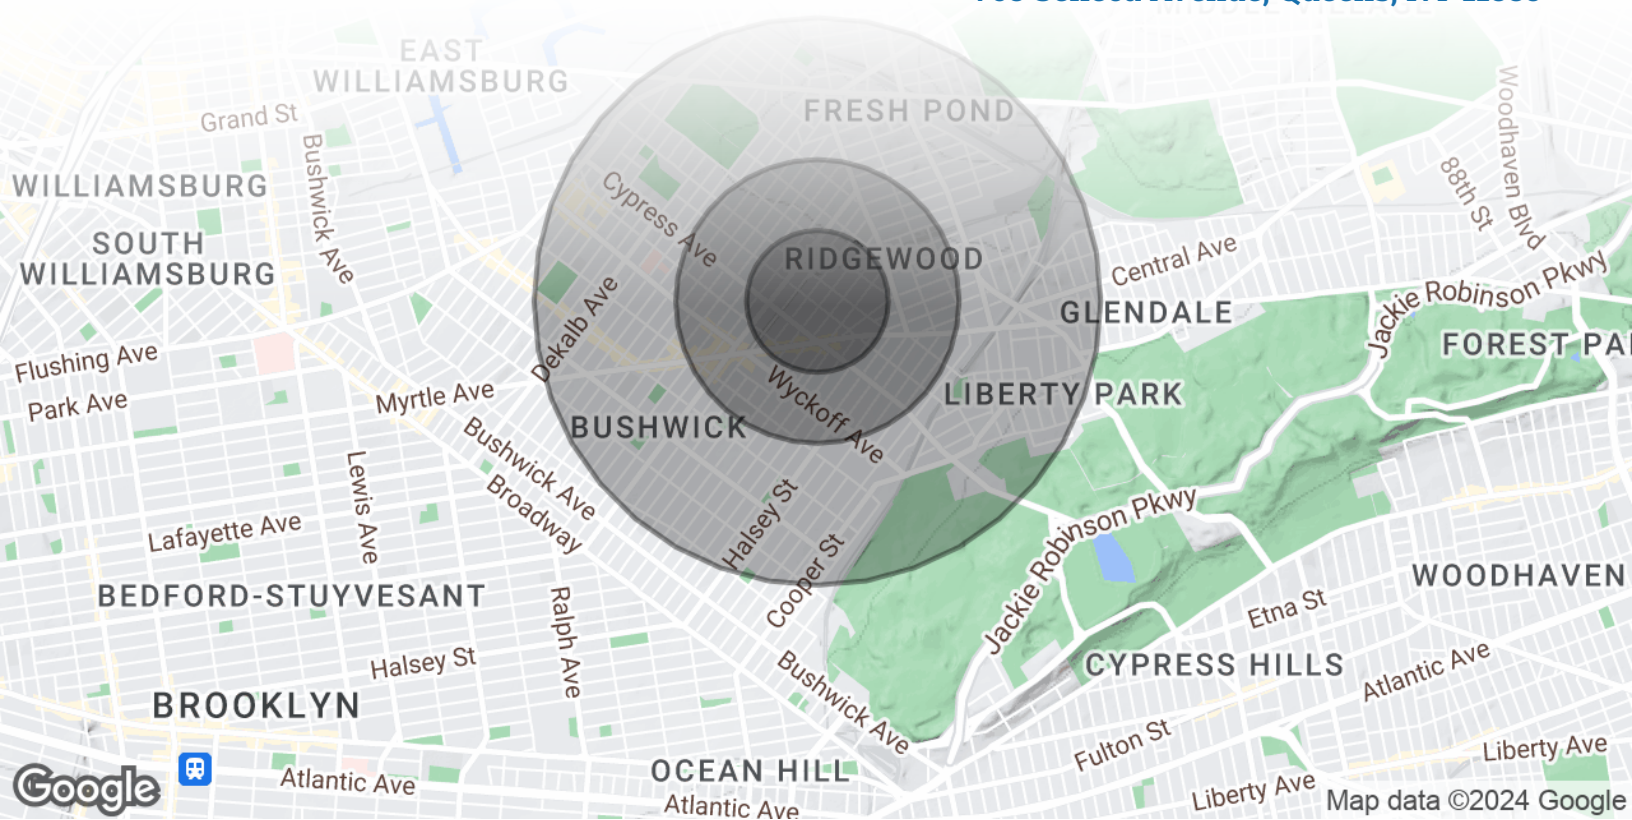 EAST
WILLIAMSBURG
FRESH POND
Grand St
Bushwick Ave
Woodhaven Blvd
88th St
WILLIAMSBURG
Cypress Ave
SOUTH
WILLIAMSBURG
RIDGEWOOD
Central Ave
Jackie Robinson Pkwy
GLENDALE
Dekalb Ave
FOREST PA
Flushing Ave
Park Ave
Myrtle Ave
Wyckoff Ave
LIBERTY PARK
BUSHWICK
Bushwick Ave
Broadway
Lewis Ave
Halsey St
Lafayette Ave
Jackie Robinson Pkwy
Cooper St
BEDFORD-STUYVESANT
Ralph Ave
WOODHAVEN
Etna St
Halsey St
CYPRESS HILLS
Atlantic Ave
Bushwick Ave
BROOKLYN
Fulton St
Liberty Ave
OCEAN HILL
Atlantic Ave
Liberty Ave
Atlantic Ave
Google
Map data ©2024 Google